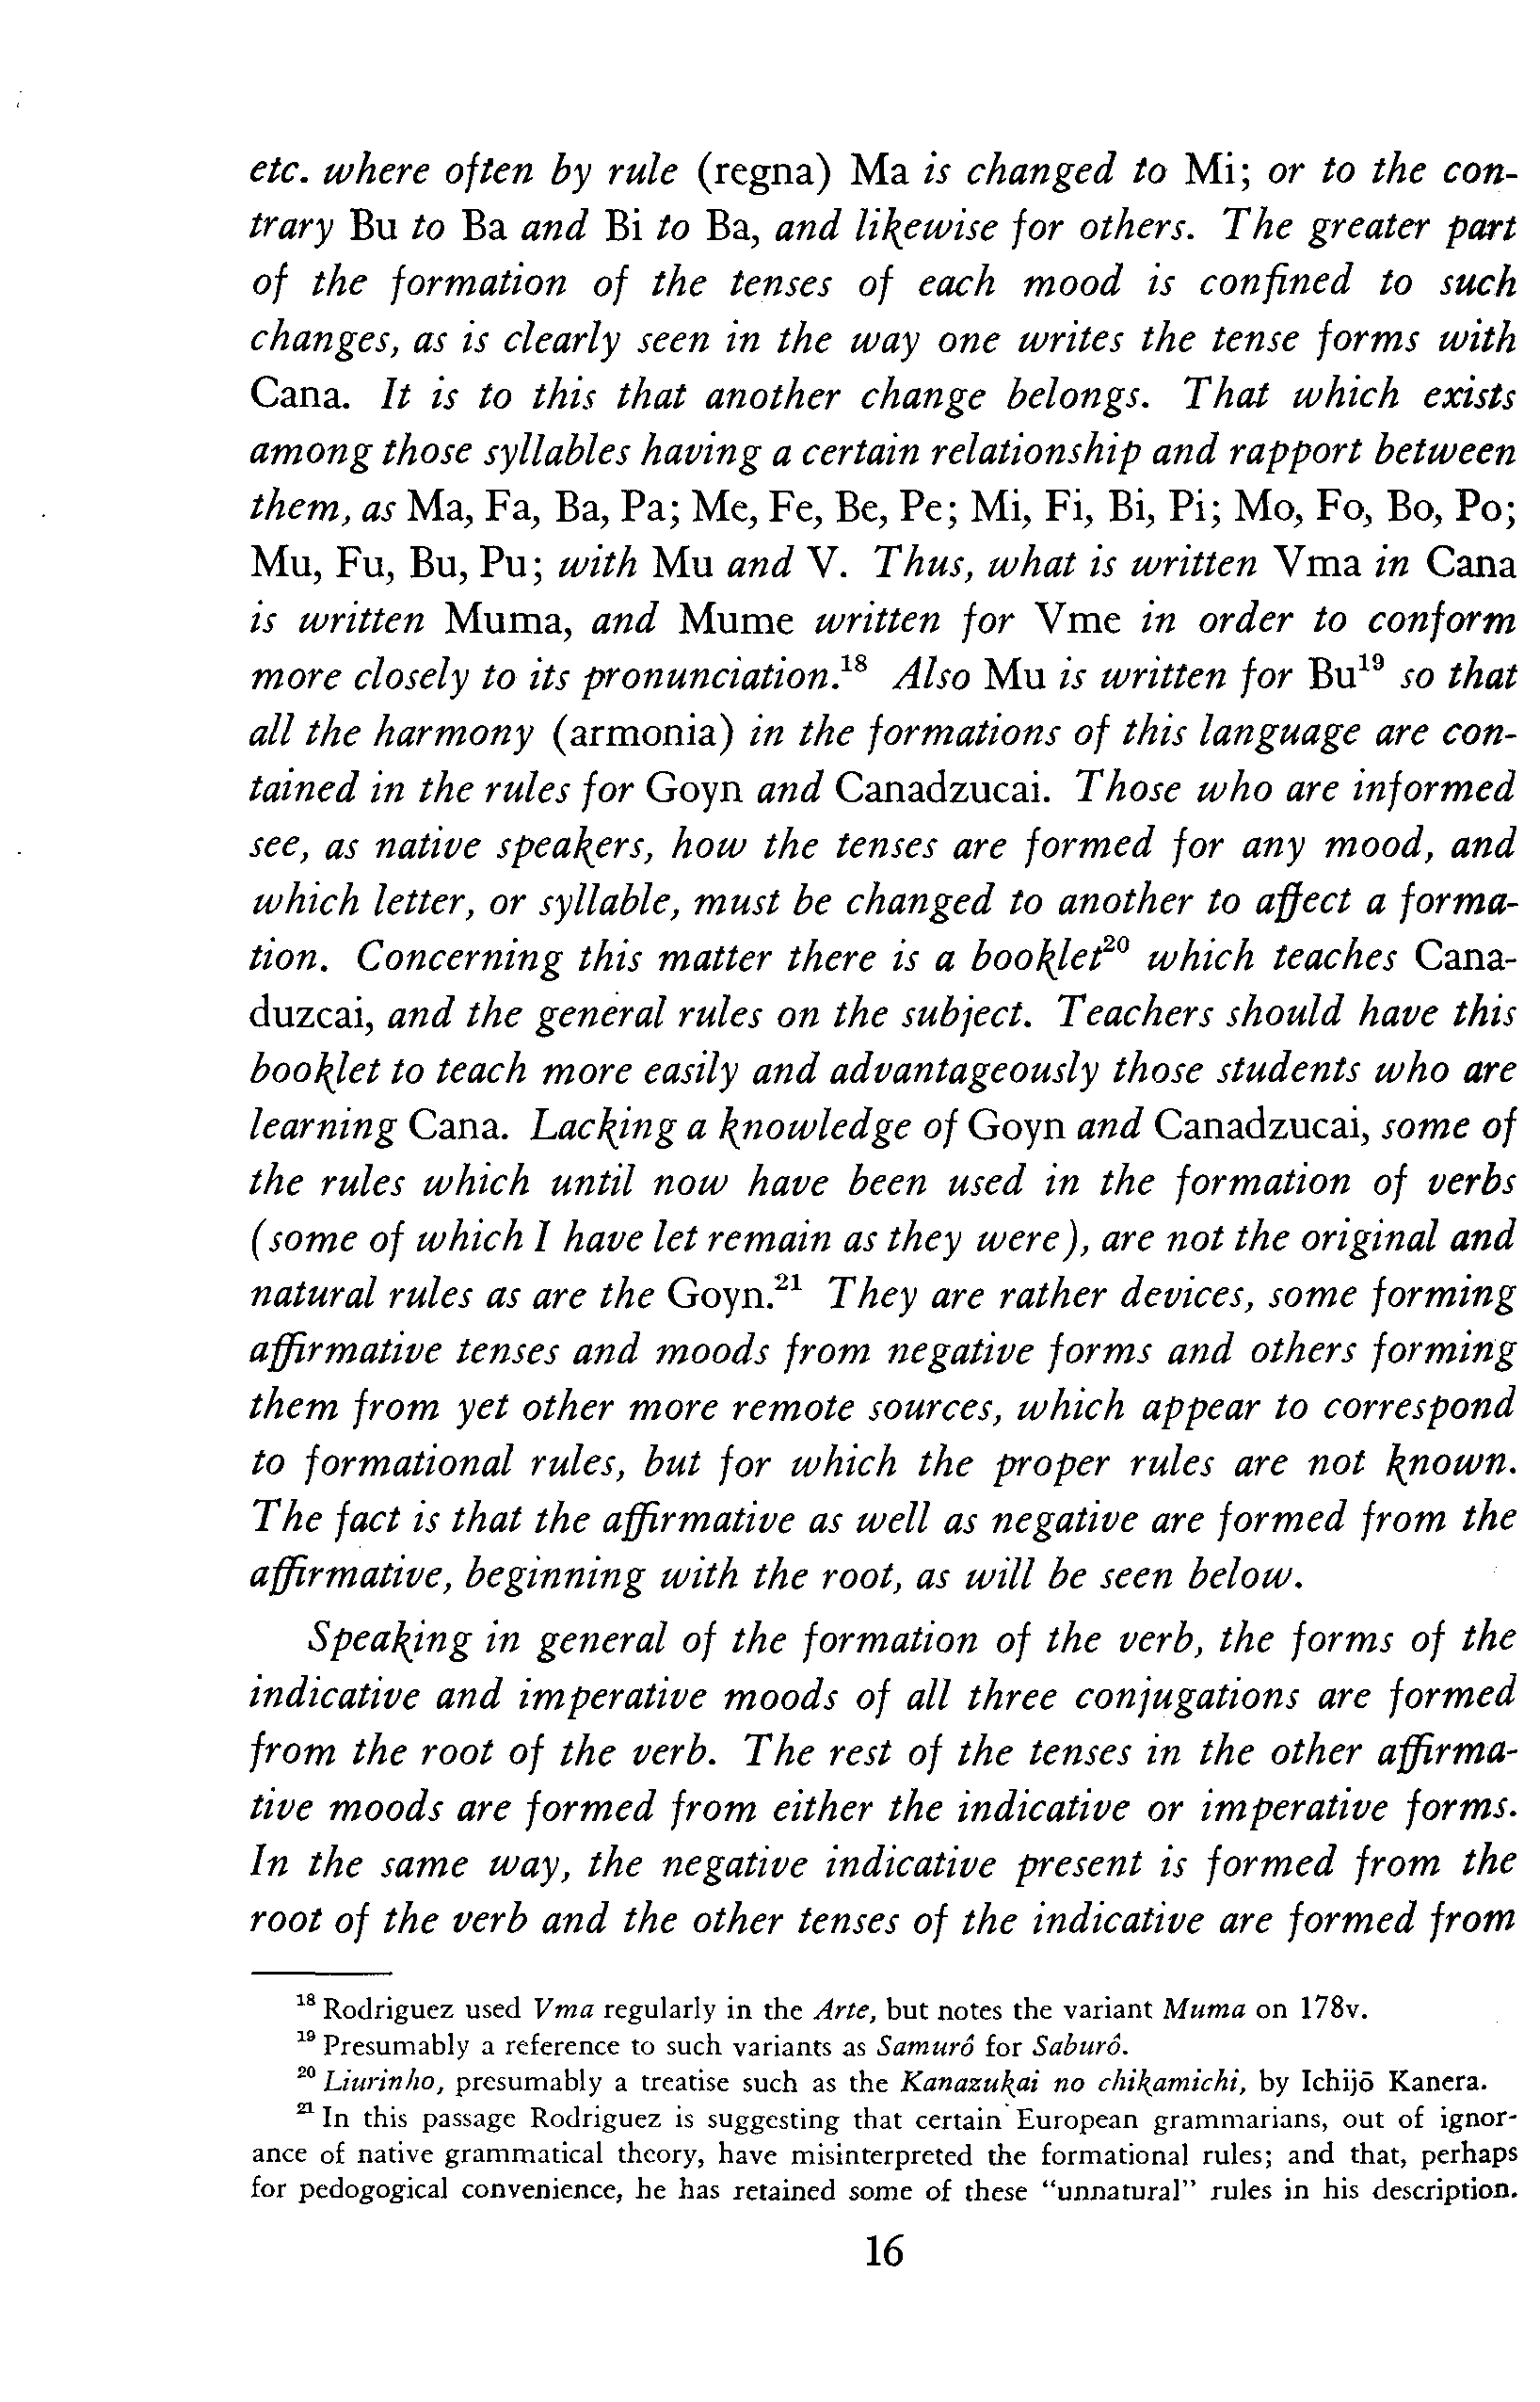 etc. where often by rule (regna) Ma is changed to Mi; or to the con-
trary Bu to Ba and Bi to Ba, and likewise for others. The greater part
of the formation of the tenses of each mood is confined to such
changes, as is clearly seen in the way one writes the tense forms with
Cana. It is to this that another change belongs. That which exists
among those syllables having a certain relationship and rapport between
them, as Ma, Fa, Ba, Pa; Me, Fe, Be, Pe; Mi, Fi, Bi, Pi; Mo, Fo, Bo, Po;
Mu, Fu, Bu, Pu; with Mu and V. Thus, what is written Vma in Cana
is written Muma, and Mume written for Vme in order to conform
more closely to its pronunciation.¹⁸ Also Mu is written for Bu¹⁹ so that
all the harmony (armonia) in the formations of this language are con-
tained in the rules for Goyn and Canadzucai. Those who are informed
see, as native speakers, how the tenses are formed for any mood, and
which letter, or syllable, must be changed to another to affect a forma-
tion. Concerning this matter there is a booklet²⁰ which teaches Cana-
duzcai, and the general rules on the subject. Teachers should have this
booklet to teach more easily and advantageously those students who are
learning Cana. Lacking a knowledge of Goyn and Canadzucai, some of
the rules which until now have been used in the formation of verbs
(some of which I have let remain as they were), are not the original and
natural rules as are the Goyn.²¹ They are rather devices, some forming
affirmative tenses and moods from negative forms and others forming
them from yet other more remote sources, which appear to correspond
to formational rules, but for which the proper rules are not known.
The fact is that the affirmative as well as negative are formed from the
affirmative, beginning with the root, as will be seen below.
Speaking in general of the formation of the verb, the forms of the
indicative and imperative moods of all three conjugations are formed
from the root of the verb. The rest of the tenses in the other affirma-
tive moods are formed from either the indicative or imperative forms.
In the same way, the negative indicative present is formed from the
root of the verb and the other tenses of the indicative are formed from
¹⁸ Rodriguez used Vma regularly in the Arte, but notes the variant Muma on 178v.
¹⁹ Presumably a reference to such variants as Samurô for Saburô.
²⁰ Liurinho, presumably a treatise such as the Kanazukai no chikamichi, by Ichijō Kanera.
²¹ In this passage Rodriguez is suggesting that certain European grammarians, out of ignor-
ance of native grammatical theory, have misinterpreted the formational rules; and that, perhaps
for pedogogical convenience, he has retained some of these "unnatural" rules in his description.
16